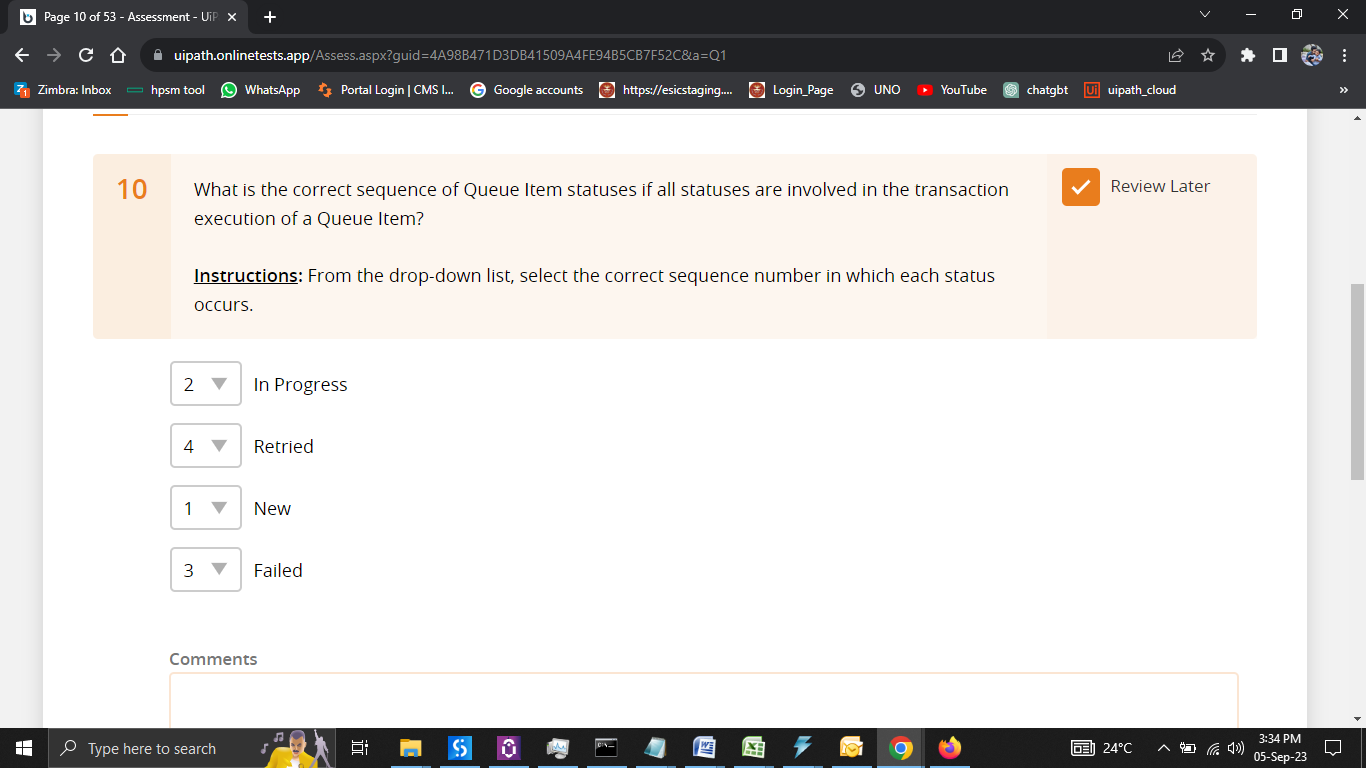 Page 10 of 53 - Assessment - UiP
uipath.onlinetests.app/Assess.aspx?guid=4A98B471D3DB41509A4FE94B5CB7F52C&a=Q1
Zimbra: Inbox hpsm tool WhatsApp Portal Login | CMS I... Google accounts https://esicstaging.... Login_Page UNO YouTube chatgbt uipath_cloud »
10
What is the correct sequence of Queue Item statuses if all statuses are involved in the transaction
execution of a Queue Item?
Review Later
Instructions: From the drop-down list, select the correct sequence number in which each status
occurs.
2 In Progress
4 Retried
1 New
3 Failed
Comments
Type here to search
24°C
3:34 PM
05-Sep-23